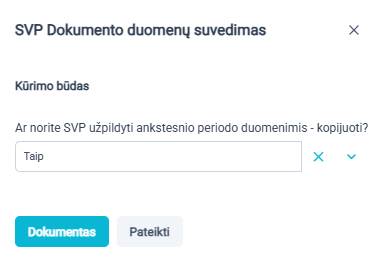 SVP Dokumento duomenų suvedimas
Kūrimo būdas
Ar norite SVP užpildyti ankstesnio periodo duomenimis - kopijuoti?
Taip
Dokumentas
Pateikti